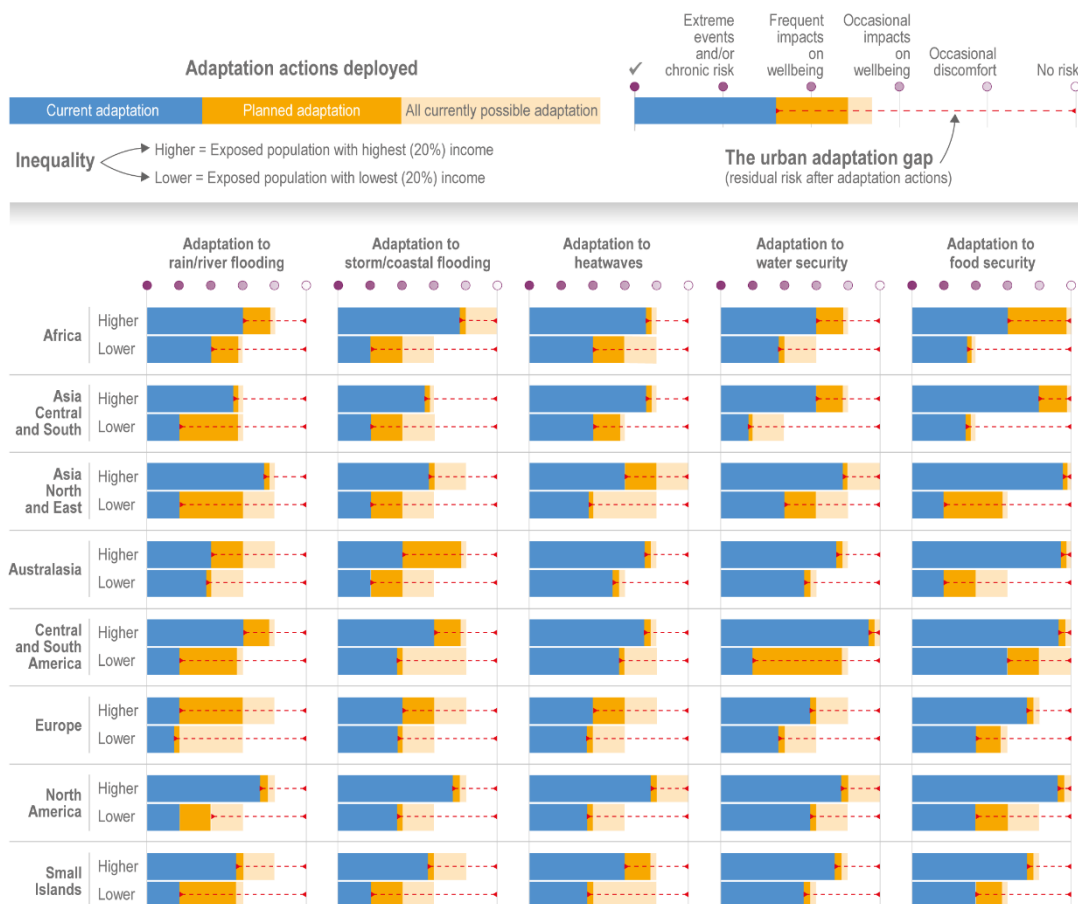 Adaptation actions deployed
Current adaptation
Planned adaptation
All currently possible adaptation
Inequality
Higher = Exposed population with highest (20%) income
Lower = Exposed population with lowest (20%) income
✓
Extreme
events
and/or
chronic risk
Frequent
impacts
on
wellbeing
Occasional
impacts
on
wellbeing
Occasional
discomfort
No risk
The urban adaptation gap
(residual risk after adaptation actions)
Adaptation to
rain/river flooding
Adaptation to
storm/coastal flooding
Adaptation to
heatwaves
Adaptation to
water security
Adaptation to
food security
Africa
Higher
Lower
Asia
Central
and South
Higher
Lower
Asia
North
and East
Higher
Lower
Australasia
Higher
Lower
Central
and South
America
Higher
Lower
Europe
Higher
Lower
North
America
Higher
Lower
Small
Islands
Higher
Lower